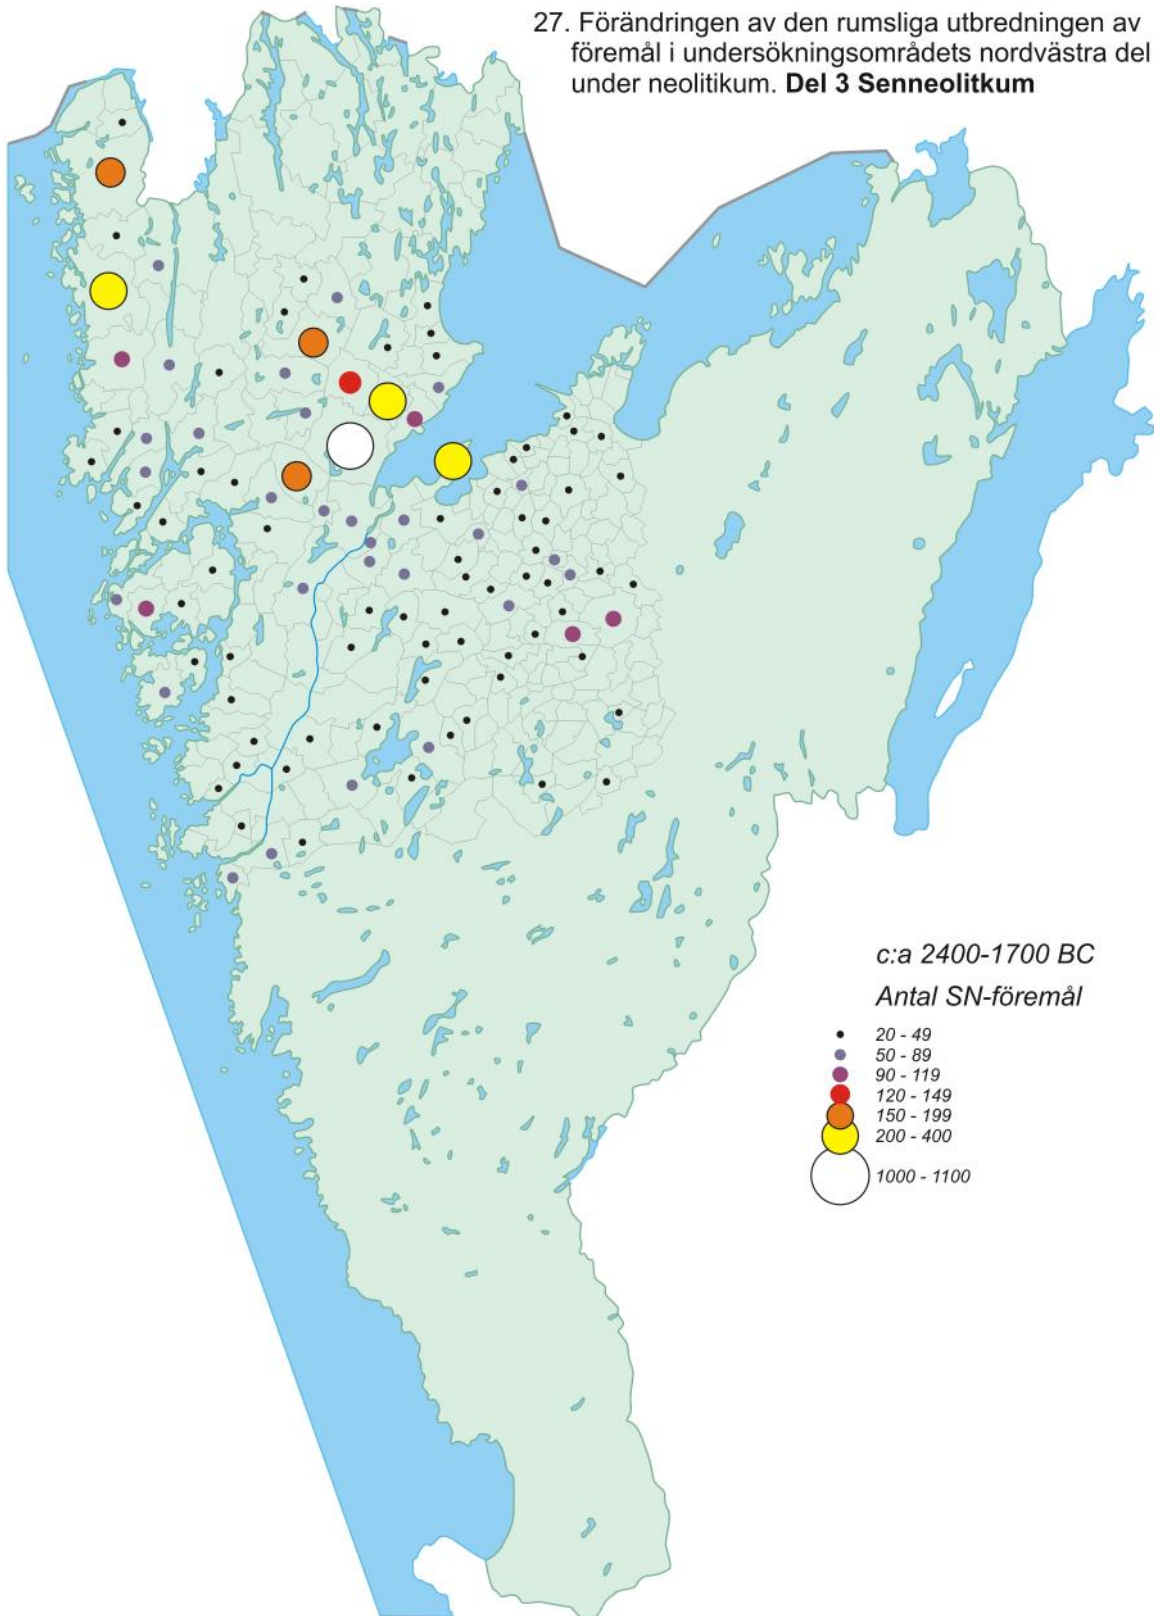 27. Förändringen av den rumsliga utbredningen av
föremål i undersökningsområdets nordvästra del
under neolitikum. Del 3 Senneolitkum
c:a 2400-1700 BC
Antal SN-föremål
20 - 49
50 - 89
90 - 119
120 - 149
150 - 199
200 - 400
1000 - 1100